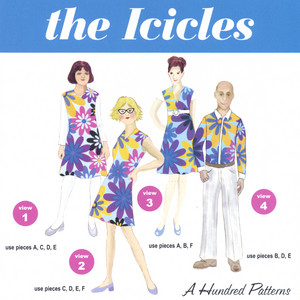 the Icicles
view
1
use pieces A, C, D, E
view
2
use pieces C, D, E, F
view
3
use pieces A, B, F
view
4
use pieces B, D, E
A Hundred Patterns